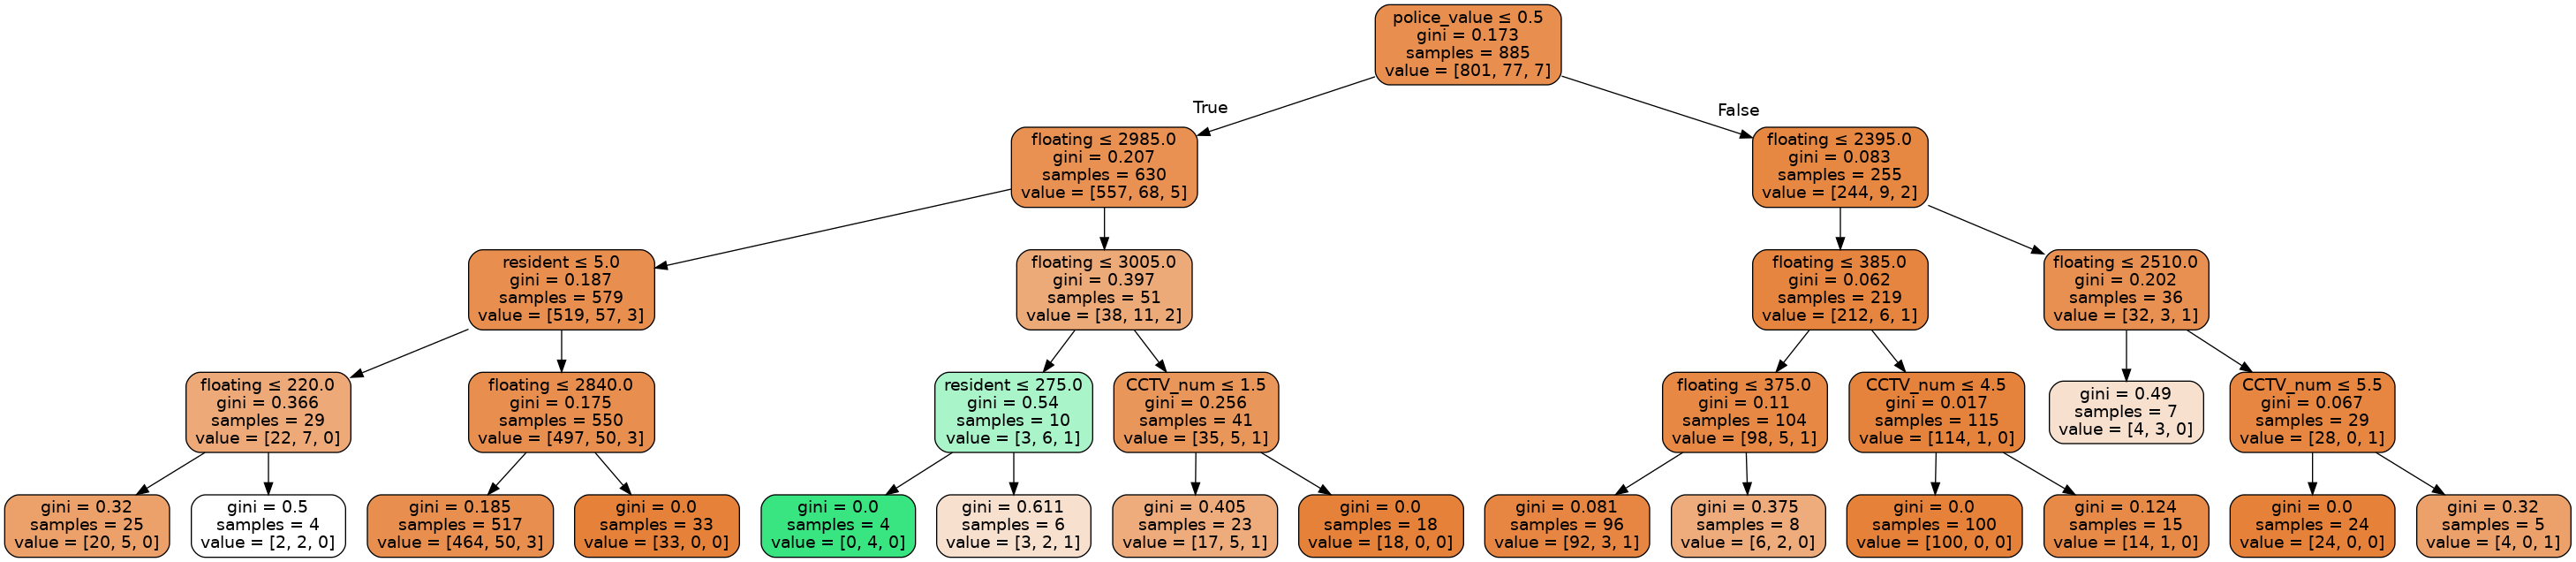 police_value ≤ 0.5
gini = 0.173
samples = 885
value = [801, 77, 7]
True
False
floating ≤ 2985.0
gini = 0.207
samples = 630
value = [557, 68, 5]
floating ≤ 2395.0
gini = 0.083
samples = 255
value = [244, 9, 2]
resident ≤ 5.0
gini = 0.187
samples = 579
value = [519, 57, 3]
floating ≤ 3005.0
gini = 0.397
samples = 51
value = [38, 11, 2]
floating ≤ 385.0
gini = 0.062
samples = 219
value = [212, 6, 1]
floating ≤ 2510.0
gini = 0.202
samples = 36
value = [32, 3, 1]
floating ≤ 220.0
gini = 0.366
samples = 29
value = [22, 7, 0]
floating ≤ 2840.0
gini = 0.175
samples = 550
value = [497, 50, 3]
resident ≤ 275.0
gini = 0.54
samples = 10
value = [3, 6, 1]
CCTV_num ≤ 1.5
gini = 0.256
samples = 41
value = [35, 5, 1]
floating ≤ 375.0
gini = 0.11
samples = 104
value = [98, 5, 1]
CCTV_num ≤ 4.5
gini = 0.017
samples = 115
value = [114, 1, 0]
gini = 0.49
samples = 7
value = [4, 3, 0]
CCTV_num ≤ 5.5
gini = 0.067
samples = 29
value = [28, 0, 1]
gini = 0.32
samples = 25
value = [20, 5, 0]
gini = 0.5
samples = 4
value = [2, 2, 0]
gini = 0.185
samples = 517
value = [464, 50, 3]
gini = 0.0
samples = 33
value = [33, 0, 0]
gini = 0.0
samples = 4
value = [0, 4, 0]
gini = 0.611
samples = 6
value = [3, 2, 1]
gini = 0.405
samples = 23
value = [17, 5, 1]
gini = 0.0
samples = 18
value = [18, 0, 0]
gini = 0.081
samples = 96
value = [92, 3, 1]
gini = 0.375
samples = 8
value = [6, 2, 0]
gini = 0.0
samples = 100
value = [100, 0, 0]
gini = 0.124
samples = 15
value = [14, 1, 0]
gini = 0.0
samples = 24
value = [24, 0, 0]
gini = 0.32
samples = 5
value = [4, 0, 1]